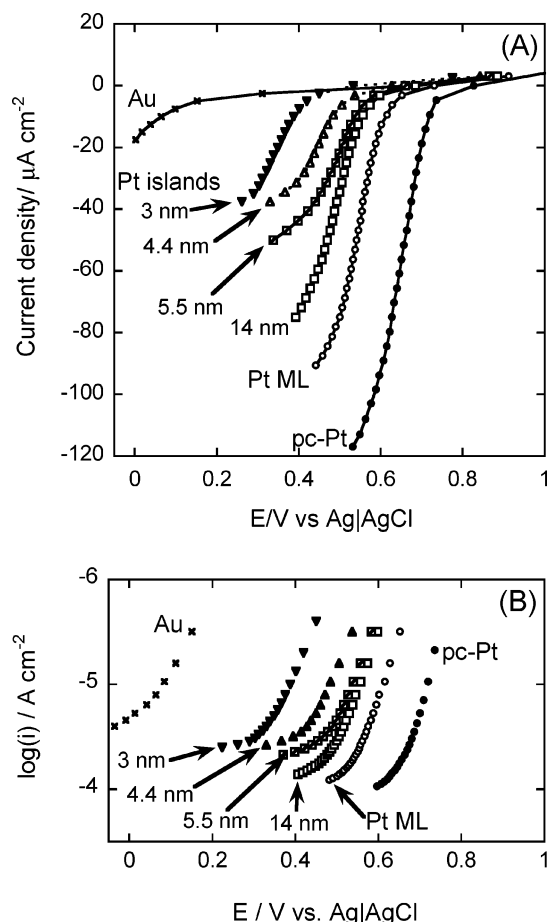 (A)
20
0
-20
-40
-60
-80
-100
-120
Current density/ μA cm⁻²
Au
Pt islands
3 nm
4.4 nm
5.5 nm
14 nm
Pt ML
pc-Pt
0 0.2 0.4 0.6 0.8 1
E/V vs Ag|AgCl
(B)
-6
-5
-4
log(i) / A cm⁻²
Au
pc-Pt
3 nm
4.4 nm
5.5 nm
14 nm
Pt ML
0 0.2 0.4 0.6 0.8 1
E / V vs. Ag|AgCl